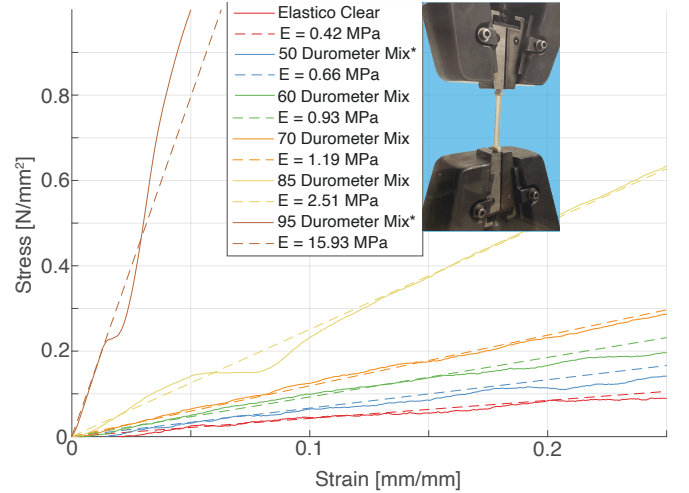 Elastico Clear
E = 0.42 MPa
50 Durometer Mix*
E = 0.66 MPa
60 Durometer Mix
E = 0.93 MPa
70 Durometer Mix
E = 1.19 MPa
85 Durometer Mix
E = 2.51 MPa
95 Durometer Mix*
E = 15.93 MPa
Stress [N/mm²]
0.8
0.6
0.4
0.2
0
0
0.1
0.2
Strain [mm/mm]